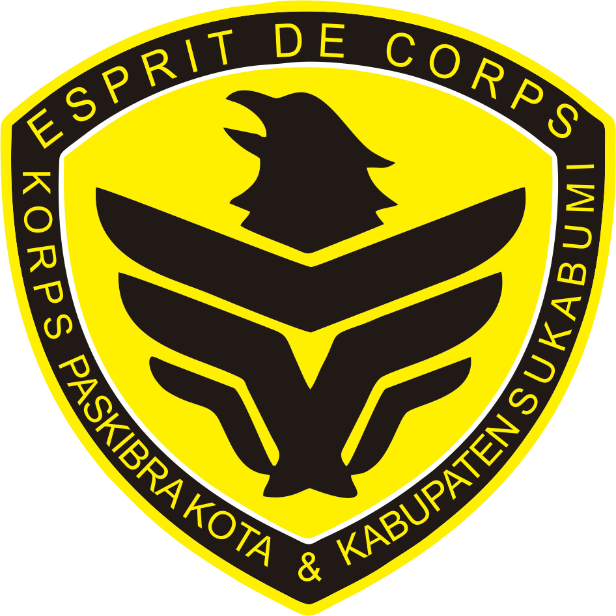 ESPRIT DE CORPS
KORPS PASKIBRA KOTA & KABUPATEN SUKABUMI